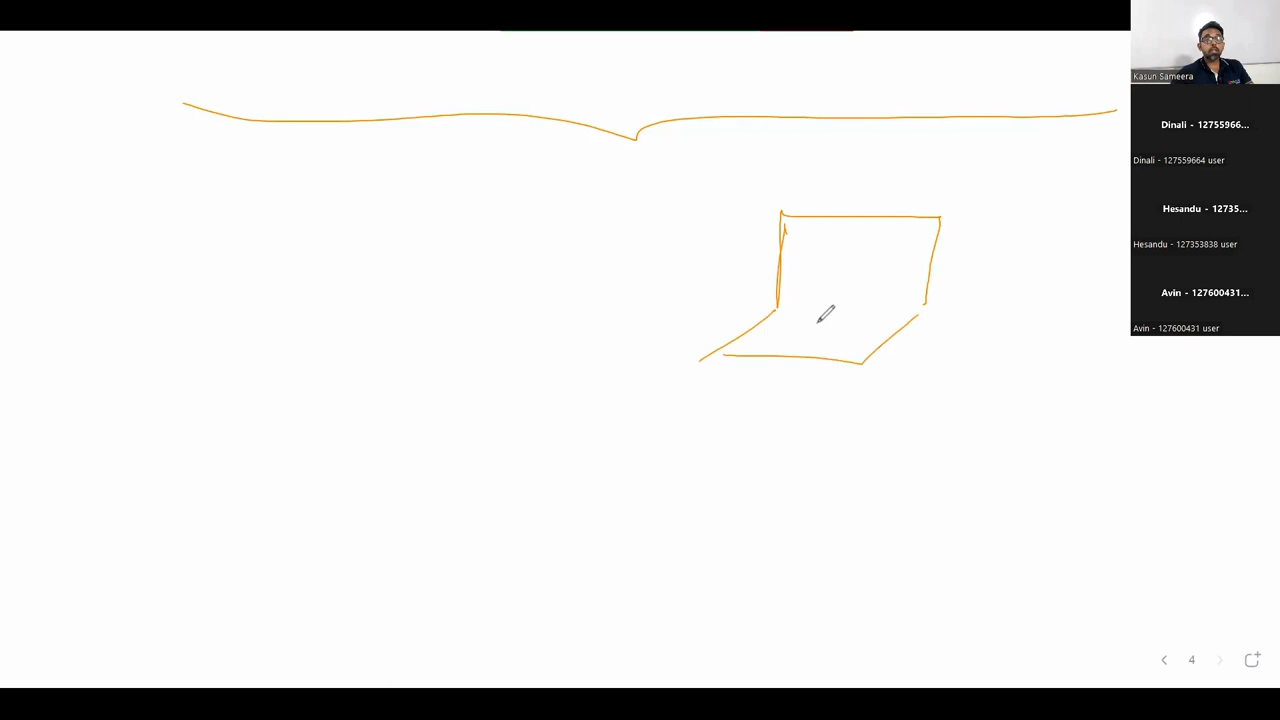 Kasun Sameera
Dinali - 12755966...
Dinali - 127559664 user
Hesandu - 12735...
Hesandu - 127353838 user
Avin - 127600431...
Avin - 127600431 user
4